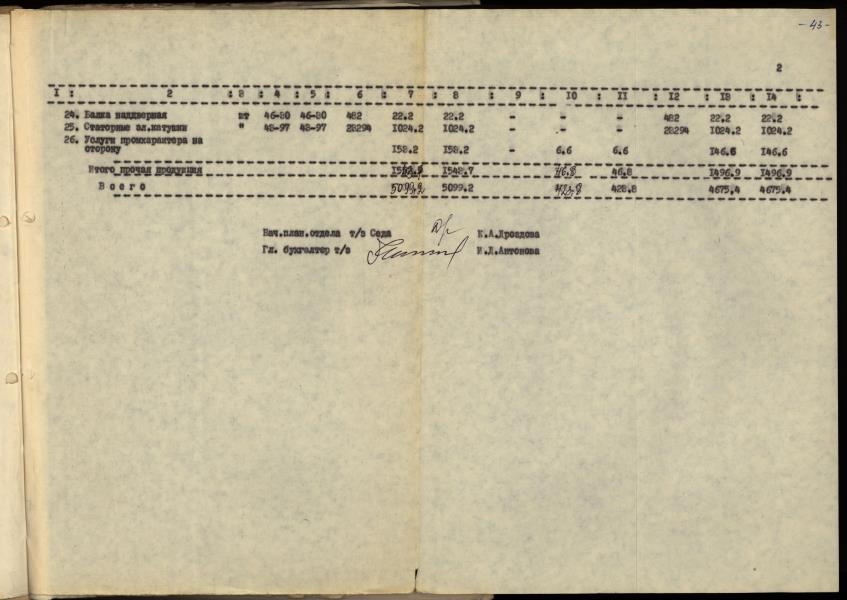 - 43 -
2
I : 2 : 3 : 4 : 5 : 6 : 7 : 8 : 9 : 10 : 11 : 12 : 13 : 14 :
24. Балка наддверная шт 46-80 46-80 482 22.2 22.2 - - - 482 22.2 22.2
25. Статорные эл.катушки " 48-97 48-97 28294 1024.2 1024.2 - - - 28294 1024.2 1024.2
26. Услуги промхарактера на
сторону 158.2 158.2 - 6.6 6.6 146.6 146.6
Итого прочая продукция 1548.7 46.8 46.8 1496.9 1496.9
В с е г о 5099.2 5099.2 428.8 4675.4 4675.4
Нач.план.отдела т/з Седа К.А.Дроздова
Гл. бухгалтер т/з И.Л.Антонова